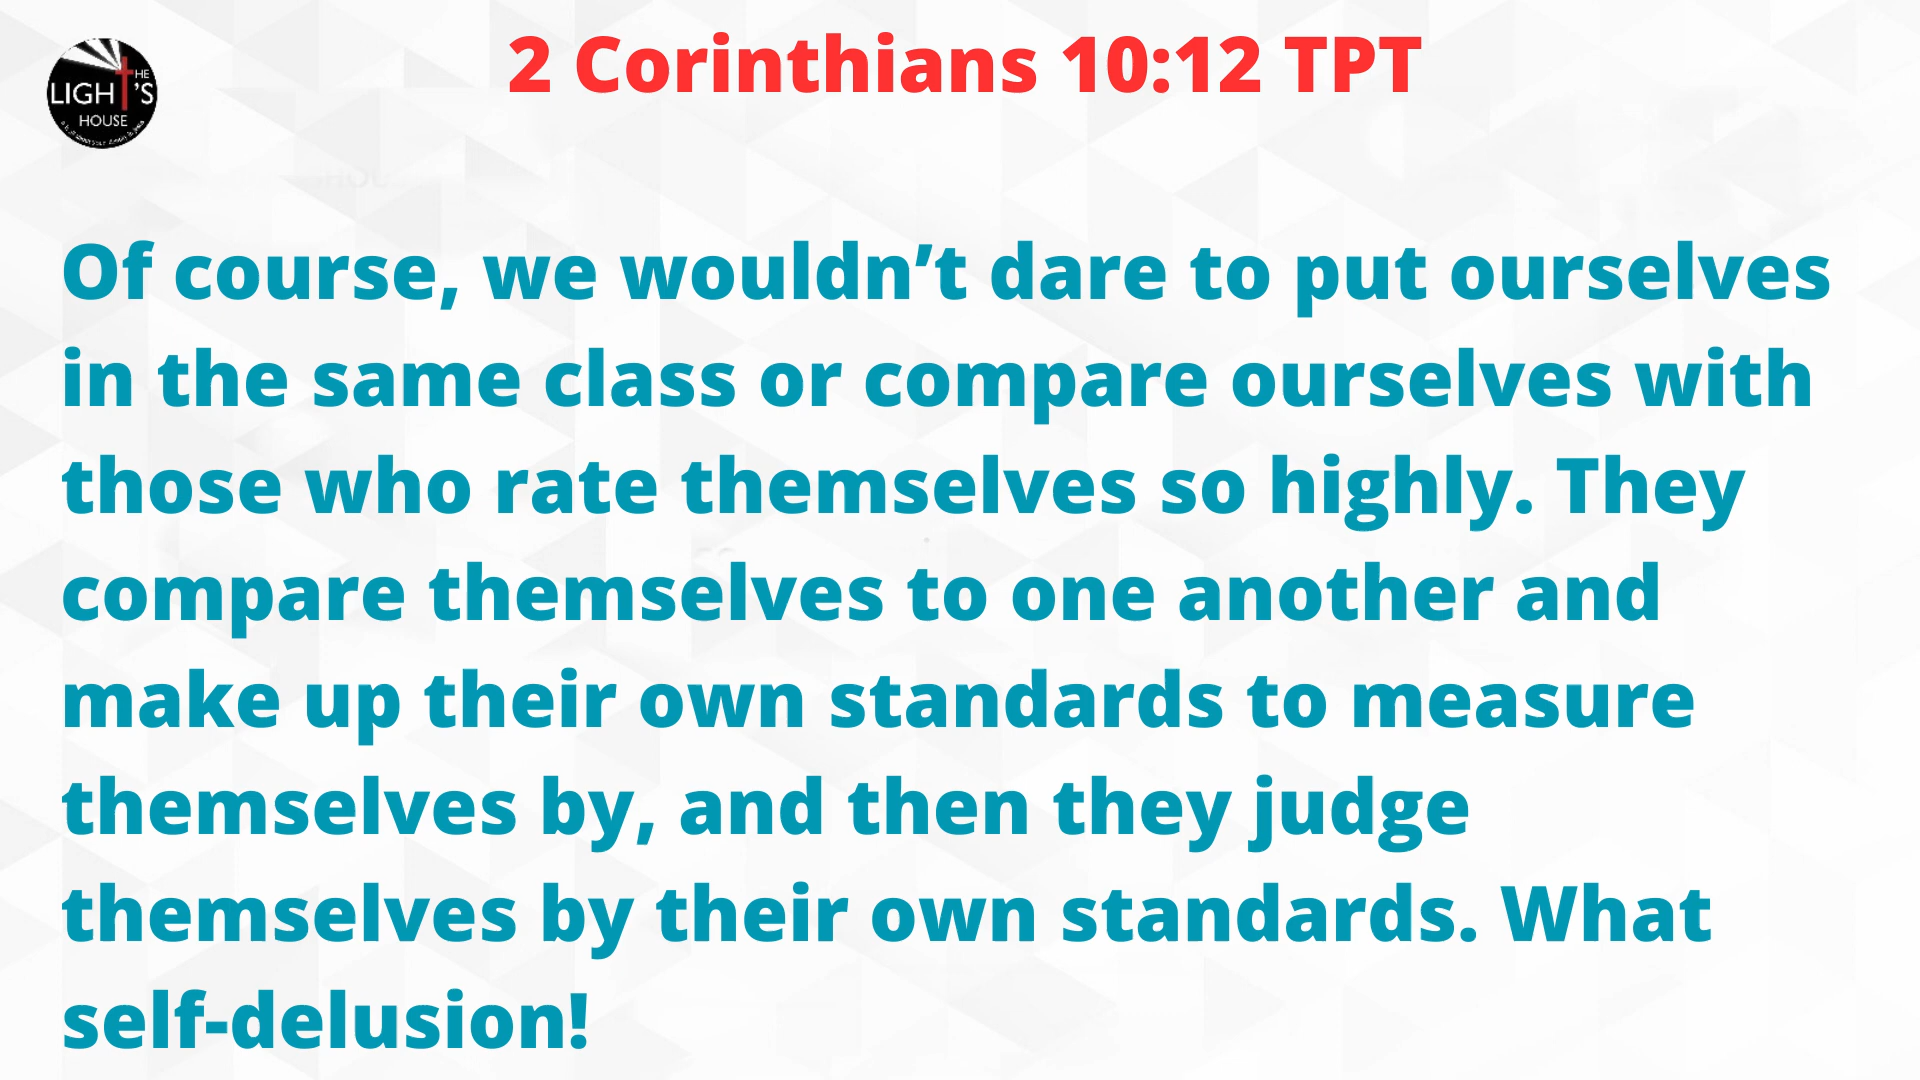 2 Corinthians 10:12 TPT
THE
LIGHT'S
HOUSE
Of course, we wouldn’t dare to put ourselves
in the same class or compare ourselves with
those who rate themselves so highly. They
compare themselves to one another and
make up their own standards to measure
themselves by, and then they judge
themselves by their own standards. What
self-delusion!